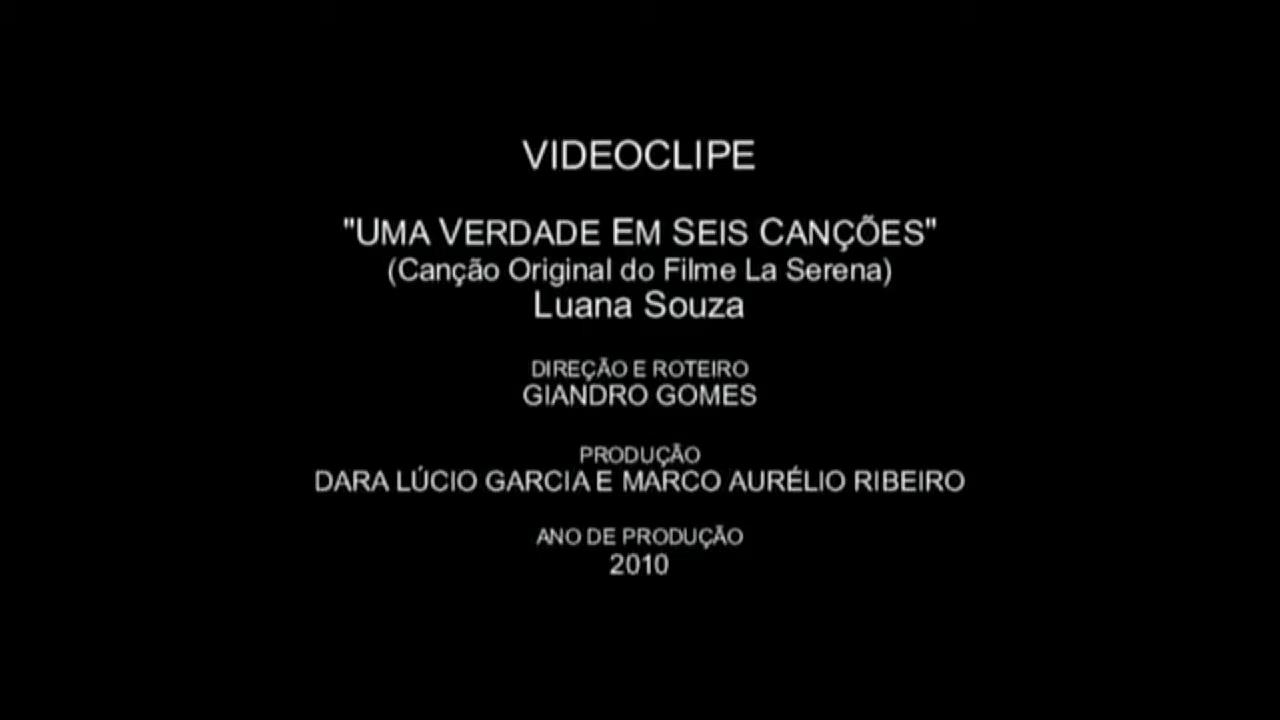 VIDEOCLIPE
"UMA VERDADE EM SEIS CANÇÕES"
(Canção Original do Filme La Serena)
Luana Souza
DIREÇÃO E ROTEIRO
GIANDRO GOMES
PRODUÇÃO
DARA LÚCIO GARCIA E MARCO AURÉLIO RIBEIRO
ANO DE PRODUÇÃO
2010